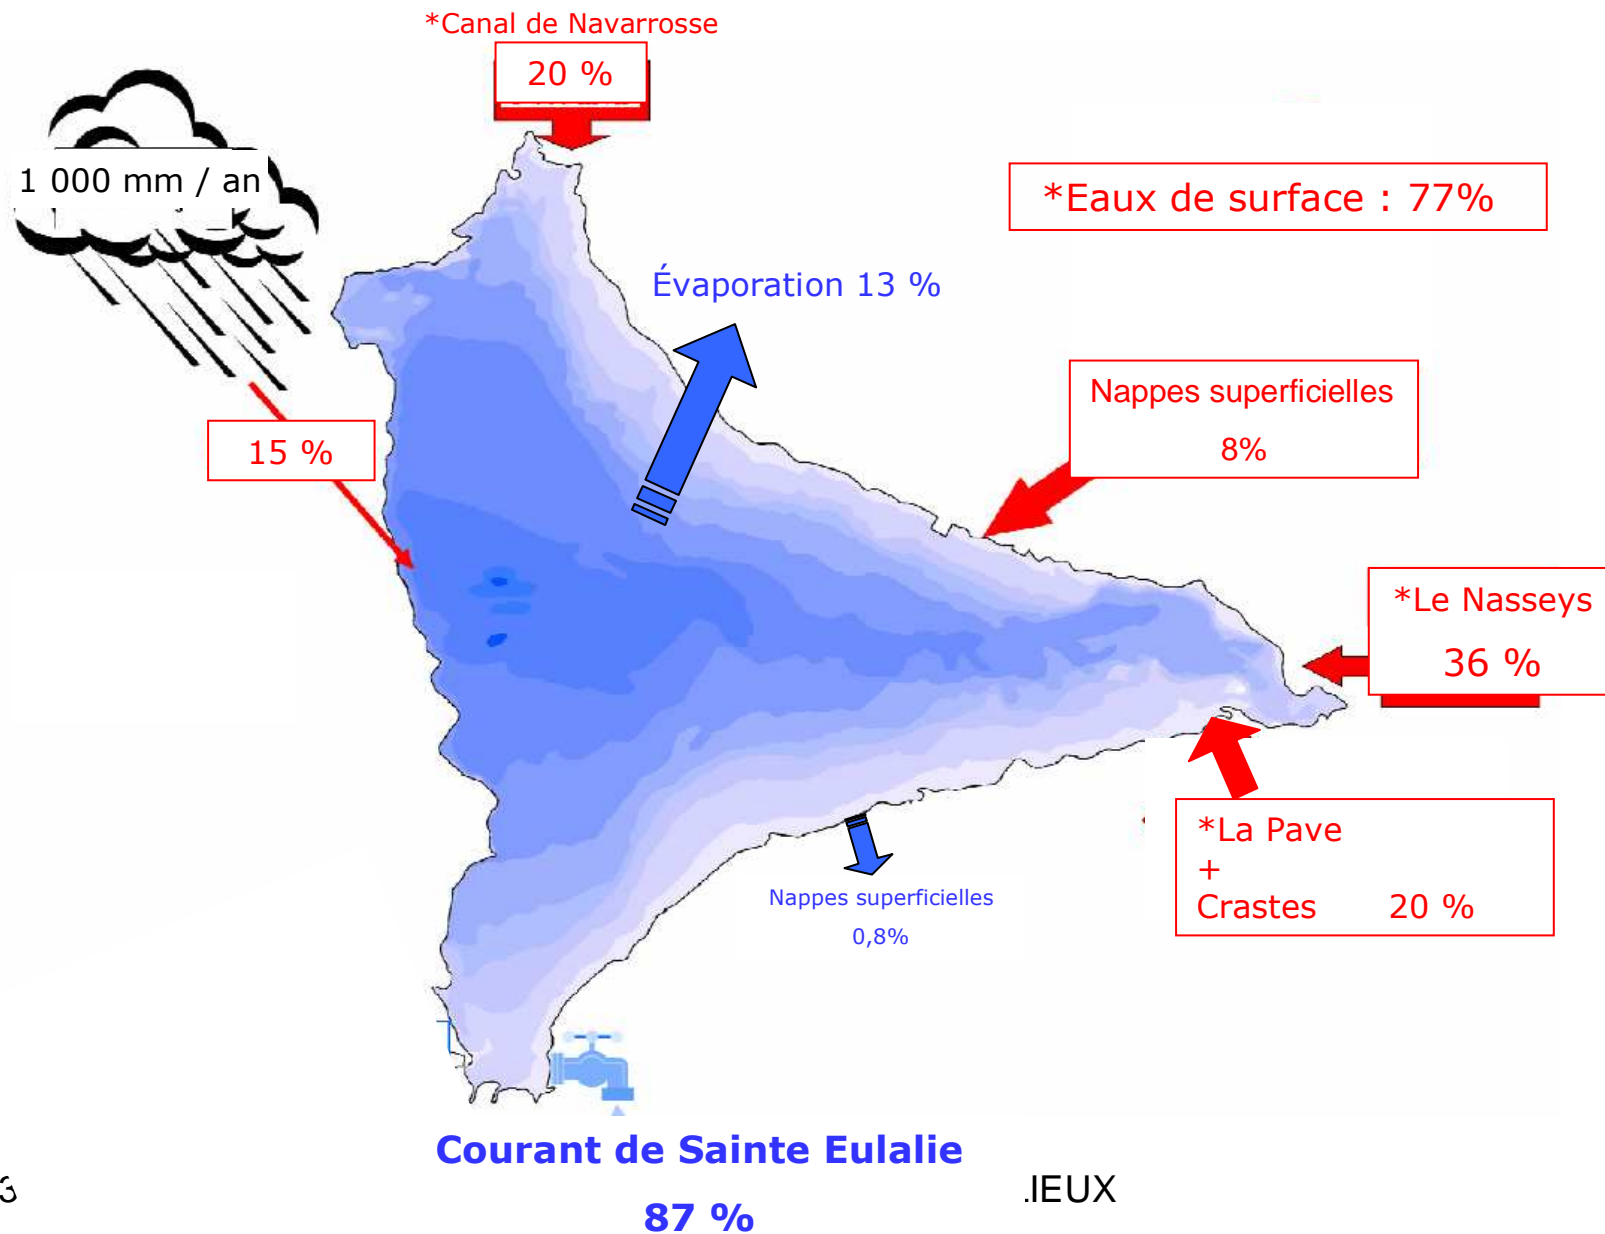 *Canal de Navarrosse
20 %
1 000 mm / an
*Eaux de surface : 77%
Évaporation 13 %
Nappes superficielles
8%
15 %
*Le Nasseys
36 %
*La Pave
+
Crastes 20 %
Nappes superficielles
0,8%
Courant de Sainte Eulalie
87 %
IEUX